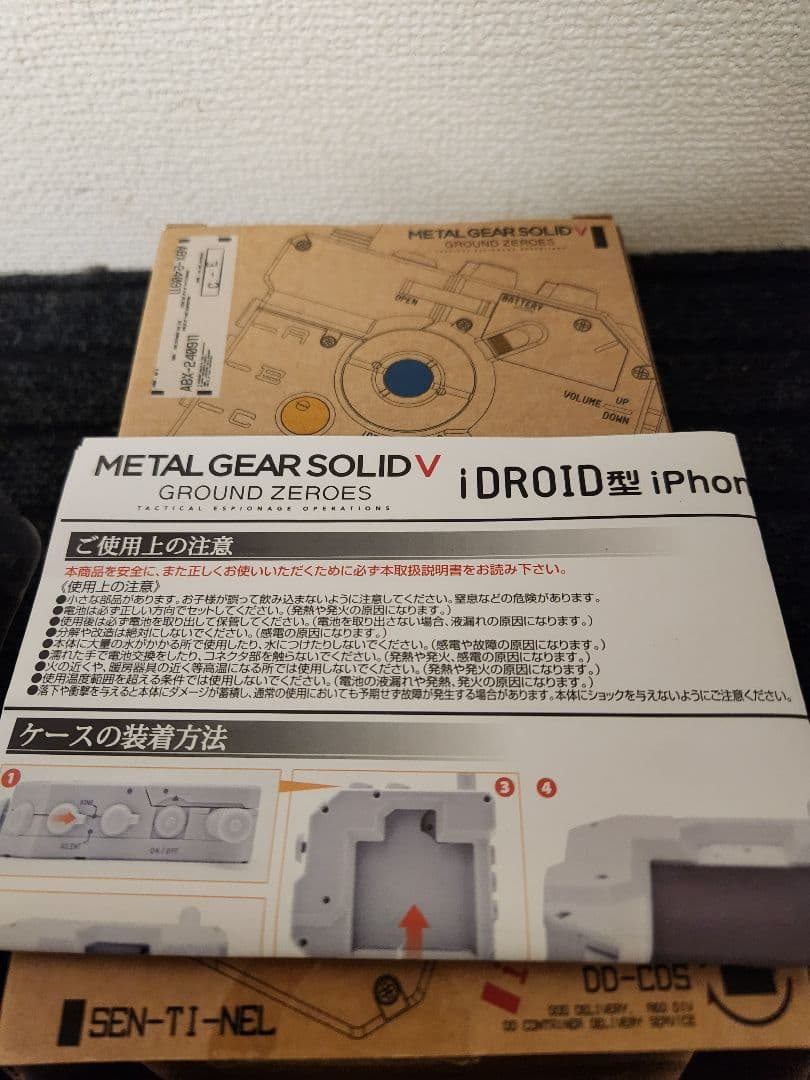 METAL GEAR SOLID V
GROUND ZEROES
ABX-240911
ABX-240911
OPEN
BATTERY
VOLUME UP
DOWN
METAL GEAR SOLID V
GROUND ZEROES
TACTICAL ESPIONAGE OPERATIONS
iDROID型 iPhon
ご使用上の注意
本商品を安全に、また正しくお使いいただくために必ず本取扱説明書をお読み下さい。
《使用上の注意》
●小さな部品があります。お子様が誤って飲み込まないように注意してください。窒息などの危険があります。
●電池は必ず正しい方向でセットしてください。(発熱や発火の原因になります。)
●使用後は必ず電池を取り出して保管してください。(電池を取り出さない場合、液漏れの原因になります。)
●分解や改造は絶対にしないでください。(感電の原因になります。)
●本体に大量の水がかかる所で使用したり、水につけたりしないでください。(感電や故障の原因になります。)
●濡れた手で電池交換をしたり、コネクタ部を触らないでください。(発熱や発火、感電の原因になります。)
●火の近くや、暖房器具の近く等高温になる所では使用しないでください。(発熱や発火の原因になります。)
●使用温度範囲を超える条件では使用しないでください。(電池の液漏れや発熱、発火の原因になります。)
●落下や衝撃を与えると本体にダメージが蓄積し、通常の使用においても予期せず故障が発生する場合があります。本体にショックを与えないようにご注意ください。
ケースの装着方法
1
RING
SILENT
ON/OFF
3
4
SEN-TI-NEL
DD-CDS
DD CONTAINER DELIVERY SERVICE